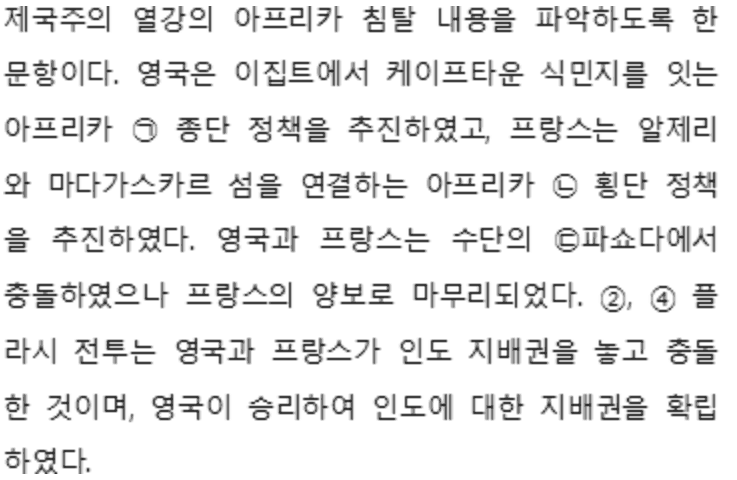 제국주의 열강의 아프리카 침탈 내용을 파악하도록 한
문항이다. 영국은 이집트에서 케이프타운 식민지를 잇는
아프리카 ㉠ 종단 정책을 추진하였고, 프랑스는 알제리
와 마다가스카르 섬을 연결하는 아프리카 ㉡ 횡단 정책
을 추진하였다. 영국과 프랑스는 수단의 ㉢파쇼다에서
충돌하였으나 프랑스의 양보로 마무리되었다. ②, ④ 플
라시 전투는 영국과 프랑스가 인도 지배권을 놓고 충돌
한 것이며, 영국이 승리하여 인도에 대한 지배권을 확립
하였다.